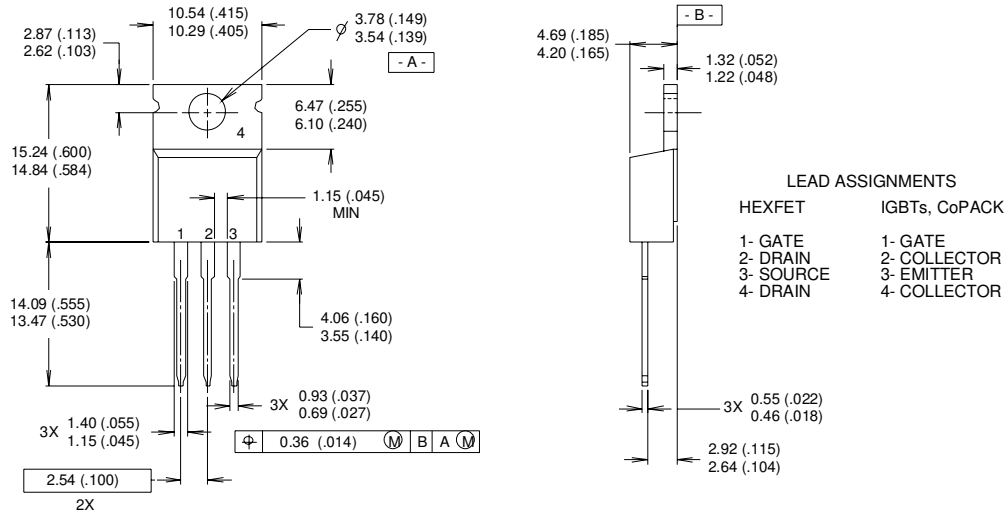 10.54 (.415)
10.29 (.405)
3.78 (.149)
3.54 (.139)
- A -
2.87 (.113)
2.62 (.103)
6.47 (.255)
6.10 (.240)
4
15.24 (.600)
14.84 (.584)
1.15 (.045)
MIN
1 2 3
14.09 (.555)
13.47 (.530)
4.06 (.160)
3.55 (.140)
3X 0.93 (.037)
0.69 (.027)
3X 1.40 (.055)
1.15 (.045)
⌖ 0.36 (.014) Ⓜ B A Ⓜ
2.54 (.100)
2X
- B -
4.69 (.185)
4.20 (.165)
1.32 (.052)
1.22 (.048)
3X 0.55 (.022)
0.46 (.018)
2.92 (.115)
2.64 (.104)
LEAD ASSIGNMENTS
HEXFET
1- GATE
2- DRAIN
3- SOURCE
4- DRAIN
IGBTs, CoPACK
1- GATE
2- COLLECTOR
3- EMITTER
4- COLLECTOR